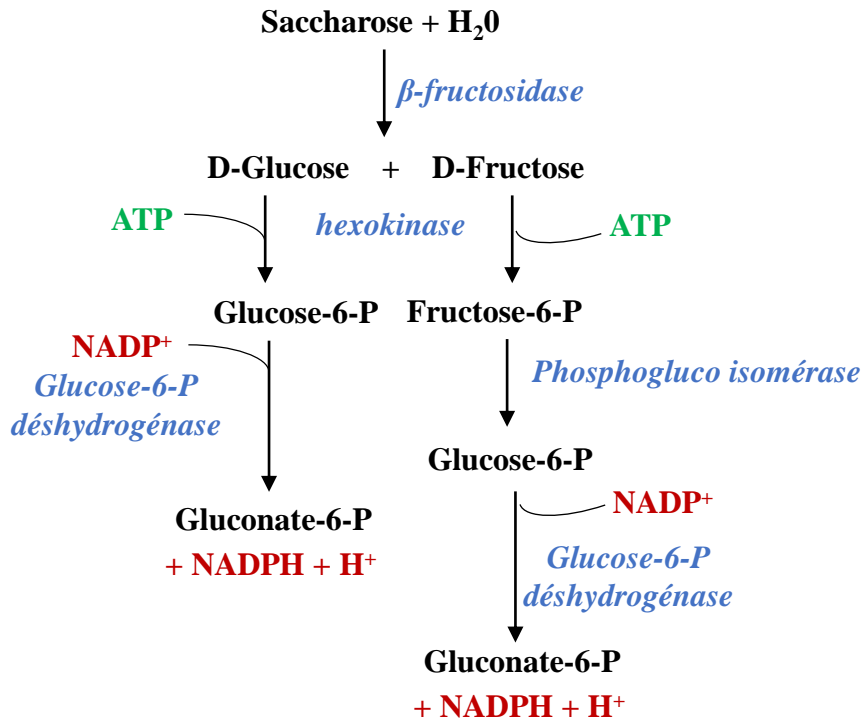 Saccharose + H₂0
β-fructosidase
D-Glucose + D-Fructose
ATP
hexokinase
ATP
Glucose-6-P
Fructose-6-P
NADP⁺
Glucose-6-P
déshydrogénase
Phosphogluco isomérase
Glucose-6-P
Gluconate-6-P
+ NADPH + H⁺
NADP⁺
Glucose-6-P
déshydrogénase
Gluconate-6-P
+ NADPH + H⁺